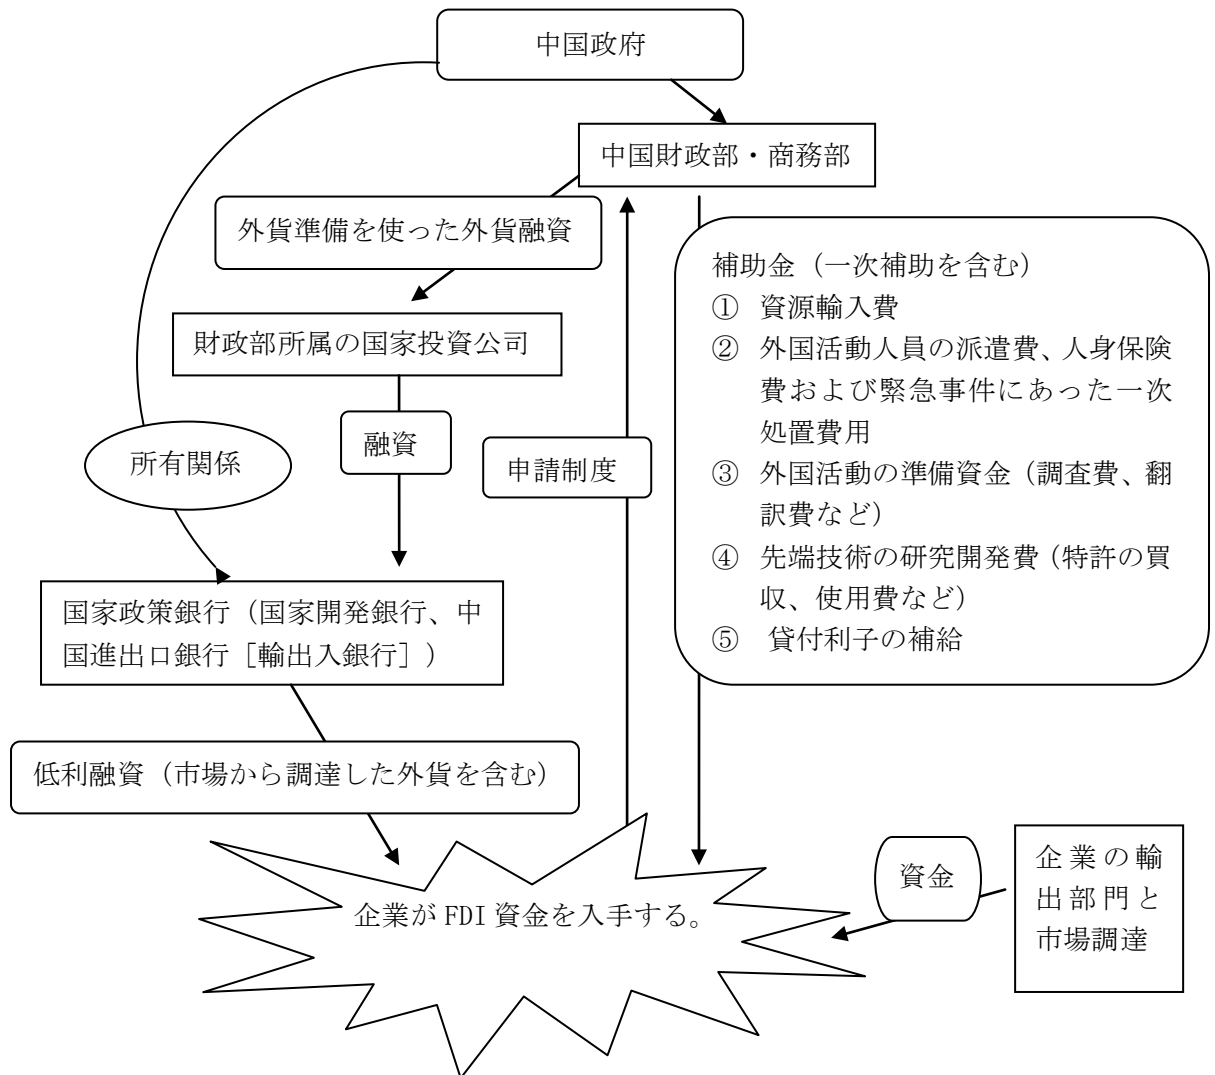 中国政府
中国財政部・商務部
外貨準備を使った外貨融資
補助金（一次補助を含む）
① 資源輸入費
② 外国活動人員の派遣費、人身保険
費および緊急事件にあった一次
処置費用
③ 外国活動の準備資金（調査費、翻
訳費など）
④ 先端技術の研究開発費（特許の買
収、使用費など）
⑤ 貸付利子の補給
財政部所属の国家投資公司
融資
所有関係
申請制度
国家政策銀行（国家開発銀行、中
国進出口銀行［輸出入銀行］）
低利融資（市場から調達した外貨を含む）
企業が FDI 資金を入手する。
資金
企業の輸
出部門と
市場調達